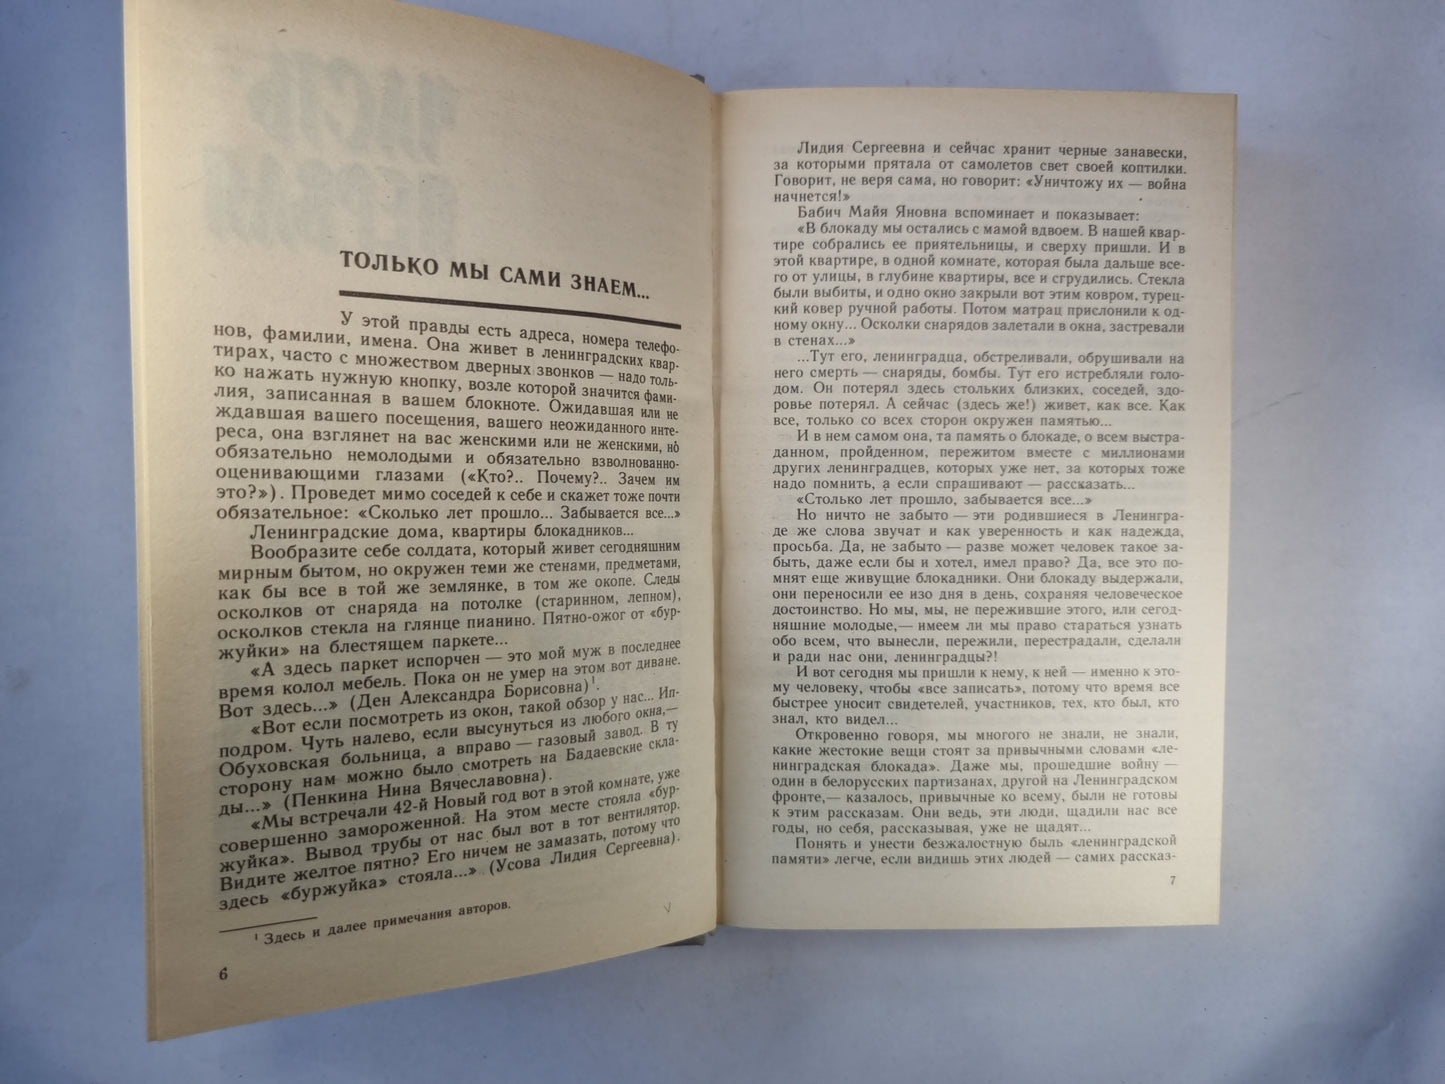 ТОЛЬКО МЫ САМИ ЗНАЕМ...
У этой правды есть адреса, номера телефо-
нов, фамилии, имена. Она живет в ленинградских квар-
тирах, часто с множеством дверных звонков — надо толь-
ко нажать нужную кнопку, возле которой значится фами-
лия, записанная в вашем блокноте. Ожидавшая или не
ждавшая вашего посещения, вашего неожиданного инте-
реса, она взглянет на вас женскими или не женскими, но
обязательно немолодыми и обязательно взволнованно-
оценивающими глазами («Кто?.. Почему?.. Зачем им
это?»). Проведет мимо соседей к себе и скажет тоже почти
обязательное: «Сколько лет прошло... Забывается все...»
Ленинградские дома, квартиры блокадников...
Вообразите себе солдата, который живет сегодняшним
мирным бытом, но окружен теми же стенами, предметами,
как бы все в той же землянке, в том же окопе. Следы
осколков от снаряда на потолке (старинном, лепном),
осколков стекла на глянце пианино. Пятно-ожог от «бур-
жуйки» на блестящем паркете...
«А здесь паркет испорчен — это мой муж в последнее
время колол мебель. Пока он не умер на этом вот диване.
Вот здесь...» (Ден Александра Борисовна)¹.
«Вот если посмотреть из окон, такой обзор у нас... Ип-
подром. Чуть налево, если высунуться из любого окна,—
Обуховская больница, а вправо — газовый завод. В ту
сторону нам можно было смотреть на Бадаевские скла-
ды...» (Пенкина Нина Вячеславовна).
«Мы встречали 42-й Новый год вот в этой комнате, уже
совершенно замороженной. На этом месте стояла «бур-
жуйка». Вывод трубы от нас был вот в тот вентилятор.
Видите желтое пятно? Его ничем не замазать, потому что
здесь «буржуйка» стояла...» (Усова Лидия Сергеевна).
¹ Здесь и далее примечания авторов.
6
Лидия Сергеевна и сейчас хранит черные занавески,
за которыми прятала от самолетов свет своей коптилки.
Говорит, не веря сама, но говорит: «Уничтожу их — война
начнется!»
Бабич Майя Яновна вспоминает и показывает:
«В блокаду мы остались с мамой вдвоем. В нашей квар-
тире собрались ее приятельницы, и сверху пришли. И в
этой квартире, в одной комнате, которая была дальше все-
го от улицы, в глубине квартиры, все и сгрудились. Стекла
были выбиты, и одно окно закрыли вот этим ковром, турец-
кий ковер ручной работы. Потом матрац прислонили к од-
ному окну... Осколки снарядов залетали в окна, застревали
в стенах...»
...Тут его, ленинградца, обстреливали, обрушивали на
него смерть — снаряды, бомбы. Тут его истребляли голо-
дом. Он потерял здесь стольких близких, соседей, здо-
ровье потерял. А сейчас (здесь же!) живет, как все. Как
все, только со всех сторон окружен памятью...
И в нем самом она, та память о блокаде, о всем выстра-
данном, пройденном, пережитом вместе с миллионами
других ленинградцев, которых уже нет, за которых тоже
надо помнить, а если спрашивают — рассказать...
«Столько лет прошло, забывается все...»
Но ничто не забыто — эти родившиеся в Ленингра-
де же слова звучат и как уверенность и как надежда,
просьба. Да, не забыто — разве может человек такое за-
быть, даже если бы и хотел, имел право? Да, все это по-
мнят еще живущие блокадники. Они блокаду выдержали,
они переносили ее изо дня в день, сохраняя человеческое
достоинство. Но мы, мы, не пережившие этого, или сегод-
няшние молодые,— имеем ли мы право стараться узнать
обо всем, что вынесли, пережили, перестрадали, сделали
и ради нас они, ленинградцы?!
И вот сегодня мы пришли к нему, к ней — именно к это-
му человеку, чтобы «все записать», потому что время все
быстрее уносит свидетелей, участников, тех, кто был, кто
знал, кто видел...
Откровенно говоря, мы многого не знали, не знали,
какие жестокие вещи стоят за привычными словами «ле-
нинградская блокада». Даже мы, прошедшие войну —
один в белорусских партизанах, другой на Ленинградском
фронте,— казалось, привычные ко всему, были не готовы
к этим рассказам. Они ведь, эти люди, щадили нас все
годы, но себя, рассказывая, уже не щадят...
Понять и унести безжалостную быль «ленинградской
памяти» легче, если видишь этих людей — самих рассказ-
7